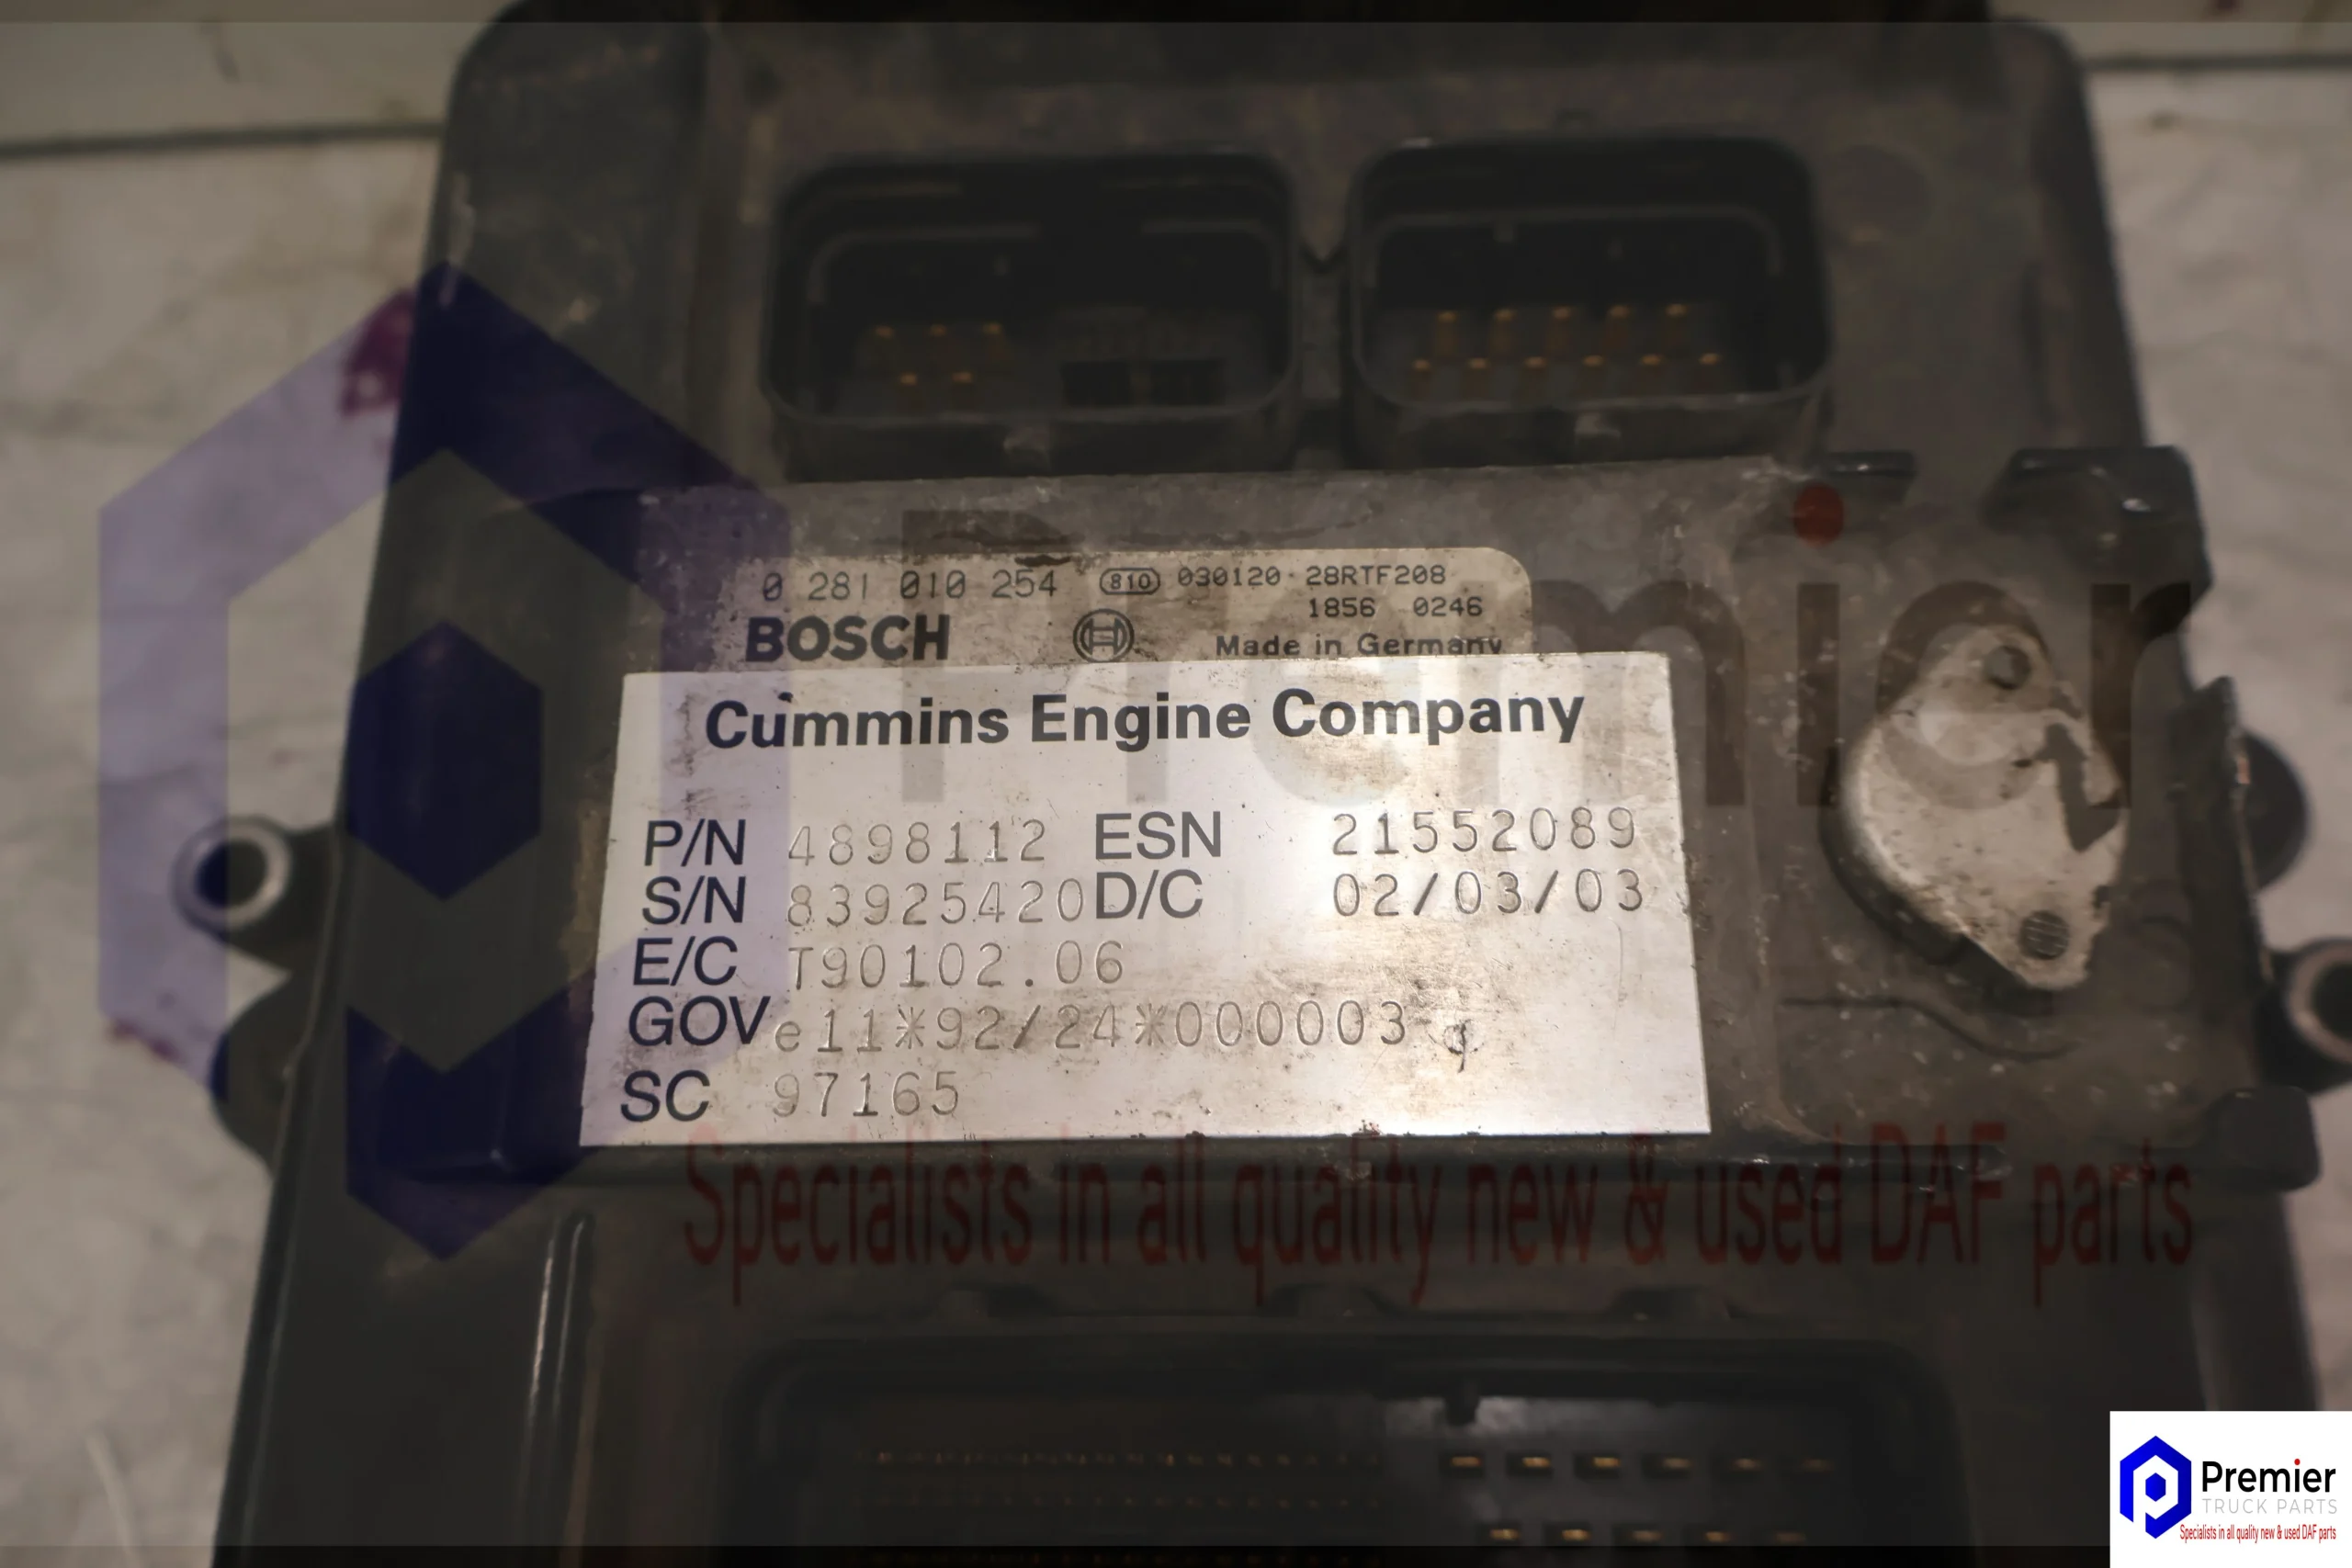 0 281 010 254 810 030120 28RTF208
1856 0246
BOSCH Made in Germany
Cummins Engine Company
P/N 4898112 ESN 21552089
S/N 83925420 D/C 02/03/03
E/C T90102.06
GOV e11*92/24*000003
SC 97165
Premier
Specialists in all quality new & used DAF parts
Premier
TRUCK PARTS
Specialists in all quality new & used DAF parts